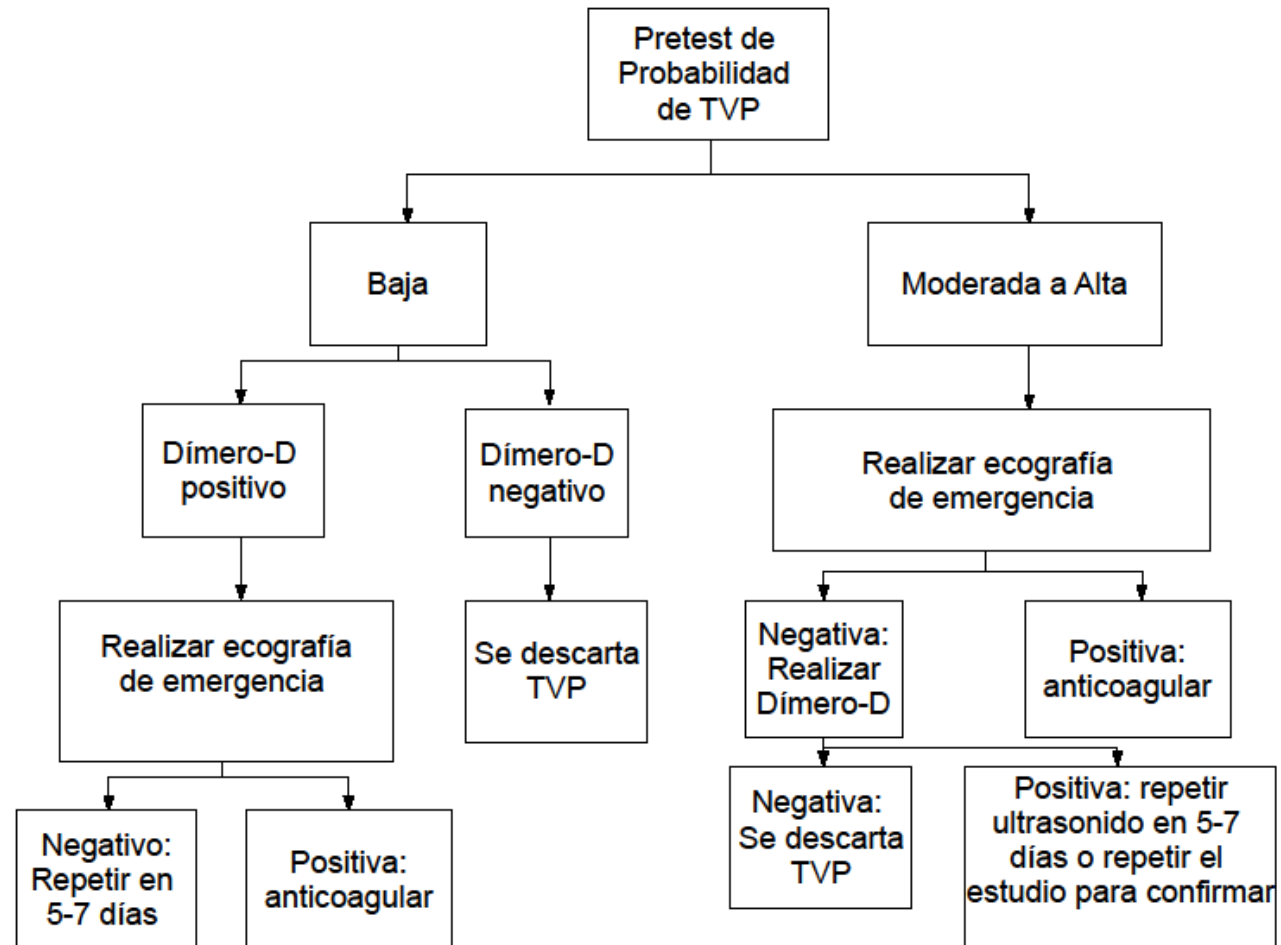 Pretest de
Probabilidad
de TVP
Baja
Moderada a Alta
Dímero-D
positivo
Dímero-D
negativo
Realizar ecografía
de emergencia
Realizar ecografía
de emergencia
Se descarta
TVP
Negativa:
Realizar
Dímero-D
Positiva:
anticoagular
Negativo:
Repetir en
5-7 días
Positiva:
anticoagular
Negativa:
Se descarta
TVP
Positiva: repetir
ultrasonido en 5-7
días o repetir el
estudio para confirmar